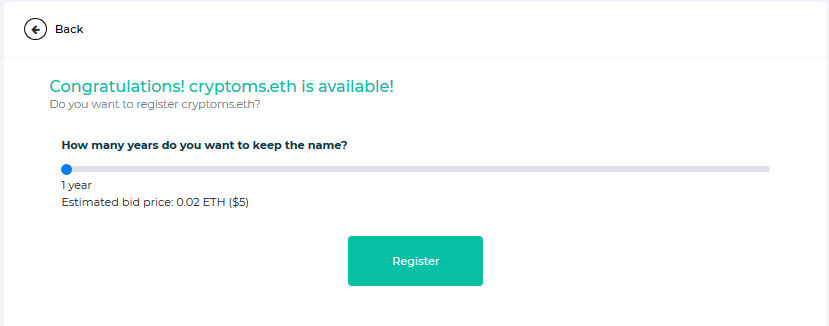 Back
Congratulations! cryptoms.eth is available!
Do you want to register cryptoms.eth?
How many years do you want to keep the name?
1 year
Estimated bid price: 0.02 ETH ($5)
Register